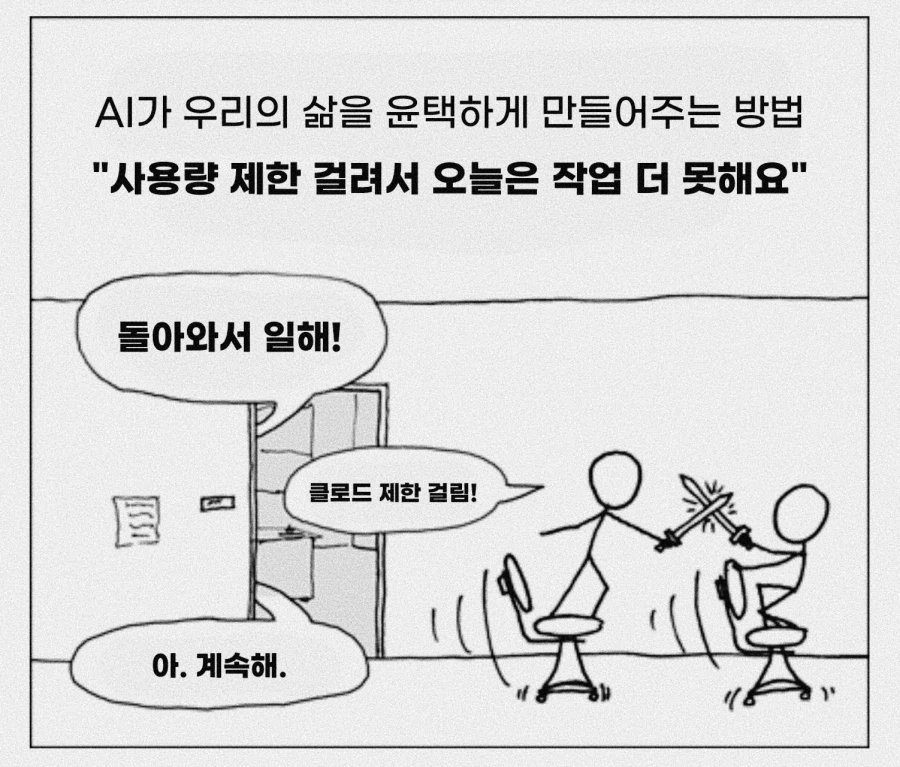 AI가 우리의 삶을 윤택하게 만들어주는 방법
"사용량 제한 걸려서 오늘은 작업 더 못해요"
돌아와서 일해!
클로드 제한 걸림!
아. 계속해.